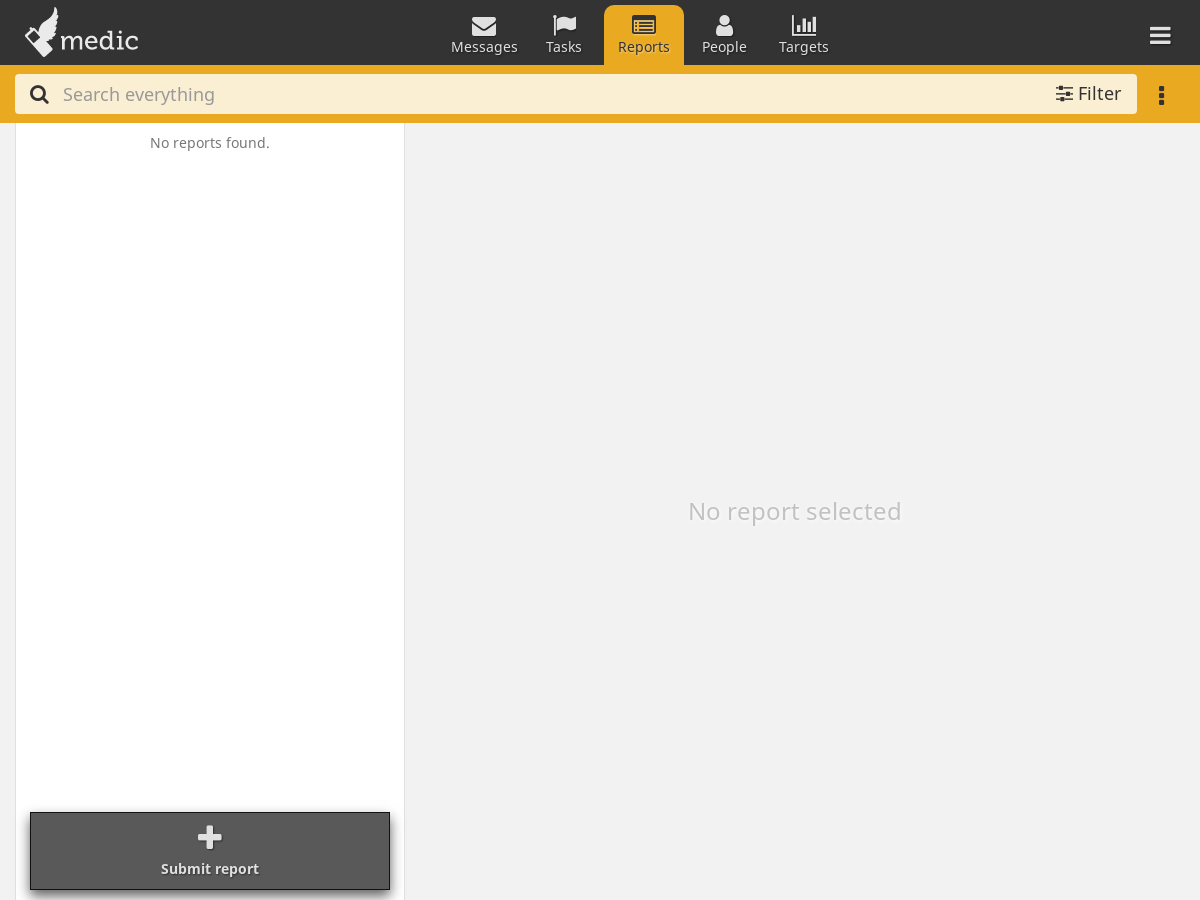 medic
Messages
Tasks
Reports
People
Targets
Search everything
Filter
No reports found.
No report selected
Submit report